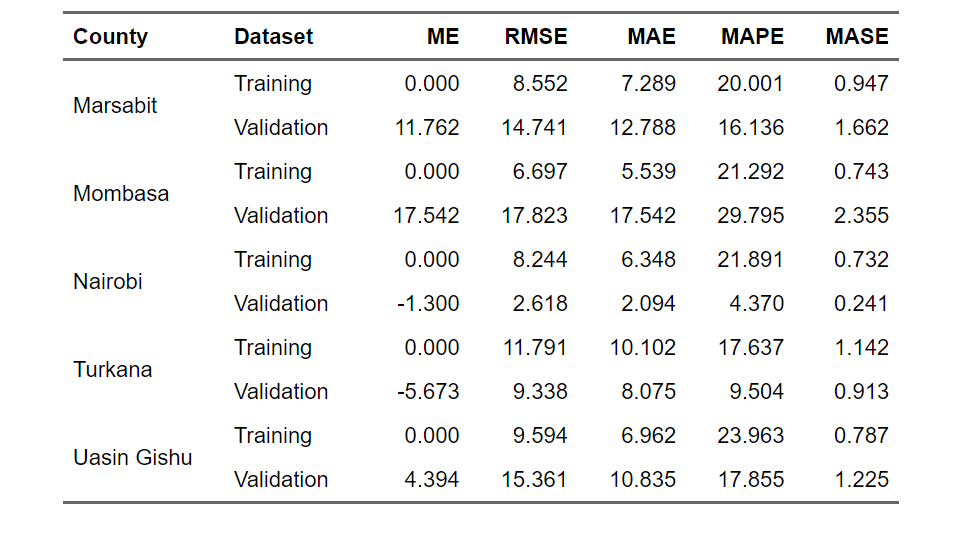 County Dataset ME RMSE MAE MAPE MASE
Training 0.000 8.552 7.289 20.001 0.947
Marsabit
Validation 11.762 14.741 12.788 16.136 1.662
Training 0.000 6.697 5.539 21.292 0.743
Mombasa
Validation 17.542 17.823 17.542 29.795 2.355
Training 0.000 8.244 6.348 21.891 0.732
Nairobi
Validation -1.300 2.618 2.094 4.370 0.241
Training 0.000 11.791 10.102 17.637 1.142
Turkana
Validation -5.673 9.338 8.075 9.504 0.913
Training 0.000 9.594 6.962 23.963 0.787
Uasin Gishu
Validation 4.394 15.361 10.835 17.855 1.225